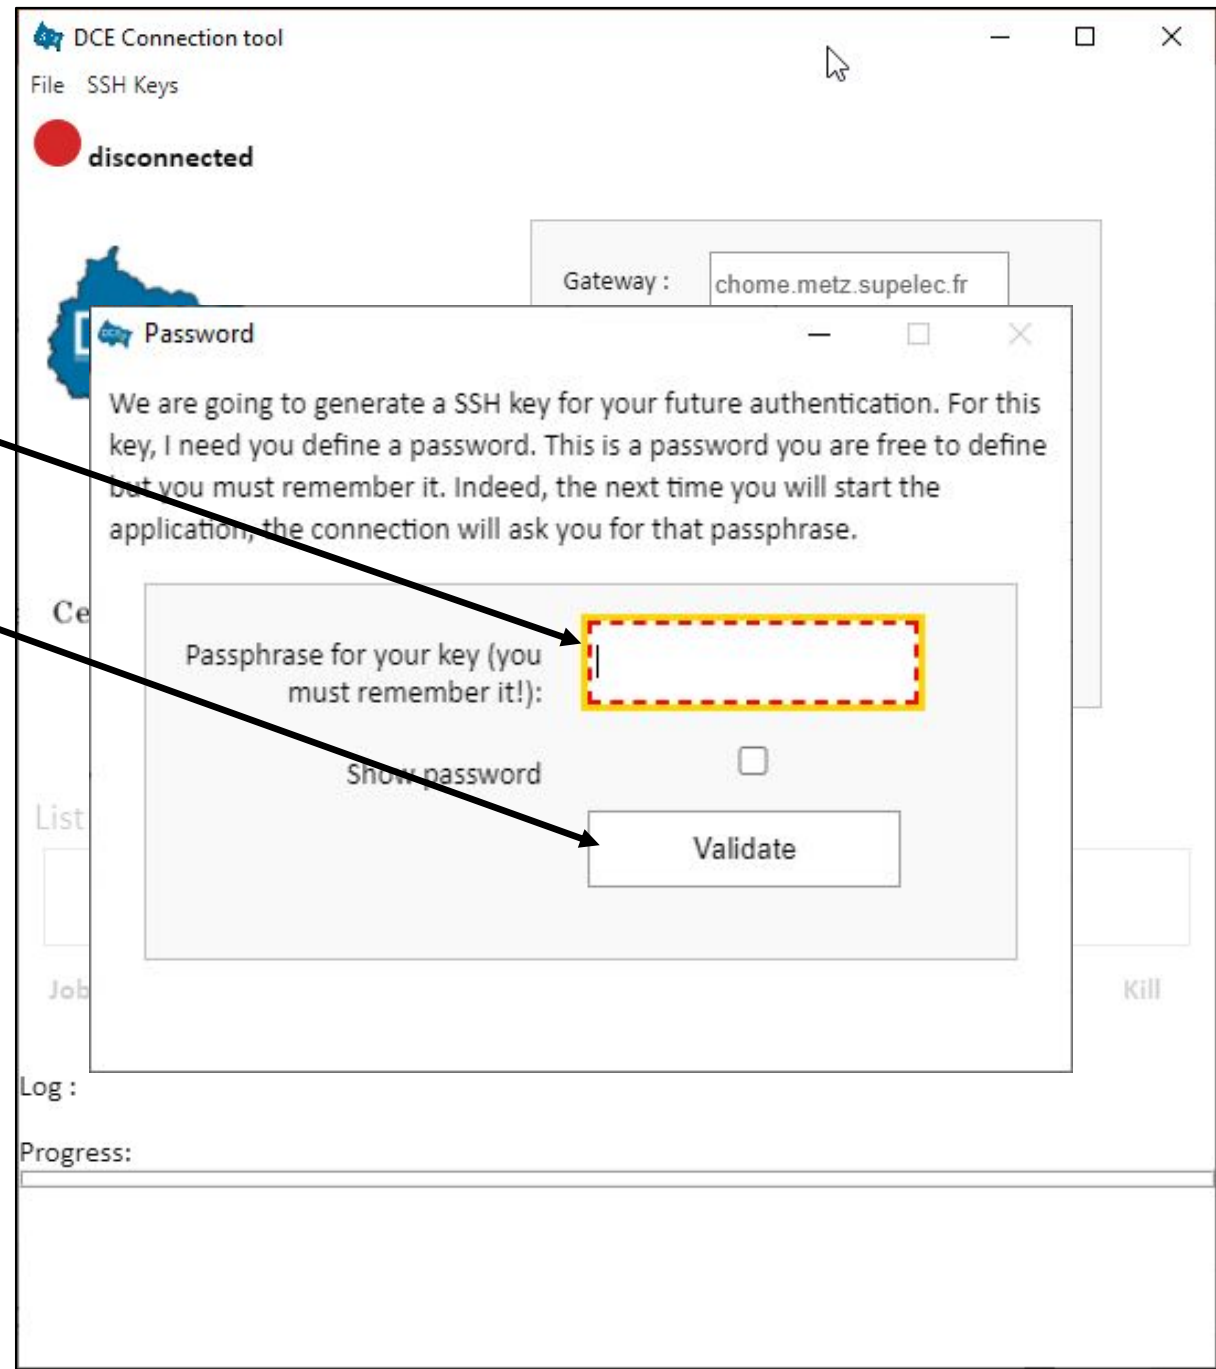 DCE Connection tool
File SSH Keys
disconnected
Gateway : chome.metz.supelec.fr
Password
We are going to generate a SSH key for your future authentication. For this
key, I need you define a password. This is a password you are free to define
but you must remember it. Indeed, the next time you will start the
application, the connection will ask you for that passphrase.
Ce
Passphrase for your key (you
must remember it!):
Show password
Validate
List
Job
Kill
Log :
Progress: